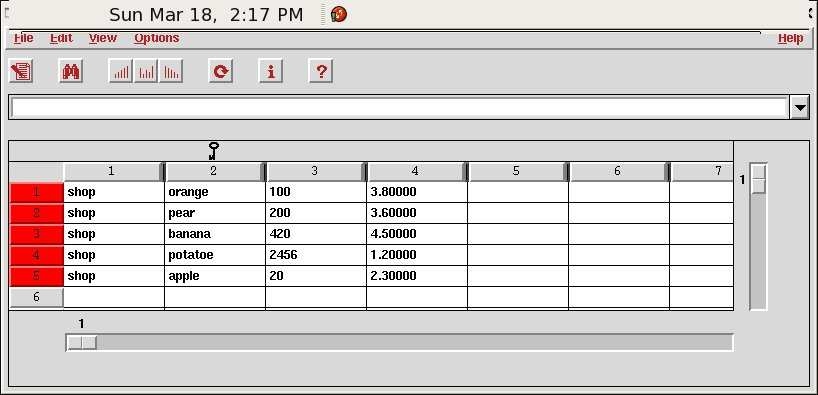 Sun Mar 18, 2:17 PM
File Edit View Options Help
1 2 3 4 5 6 7
1 shop orange 100 3.80000
2 shop pear 200 3.60000
3 shop banana 420 4.50000
4 shop potatoe 2456 1.20000
5 shop apple 20 2.30000
6
1
1